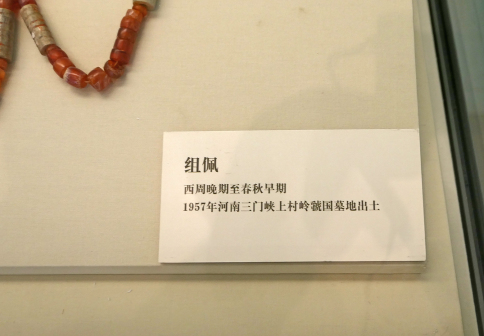 组佩
西周晚期至春秋早期
1957年河南三门峡上村岭虢国墓地出土